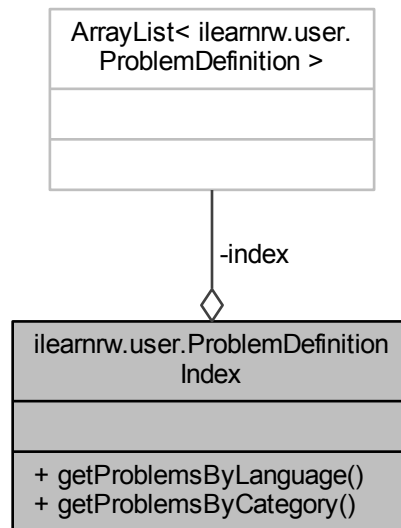 ArrayList< ilearnrw.user.
ProblemDefinition >
-index
ilearnrw.user.ProblemDefinition
Index
+ getProblemsByLanguage()
+ getProblemsByCategory()